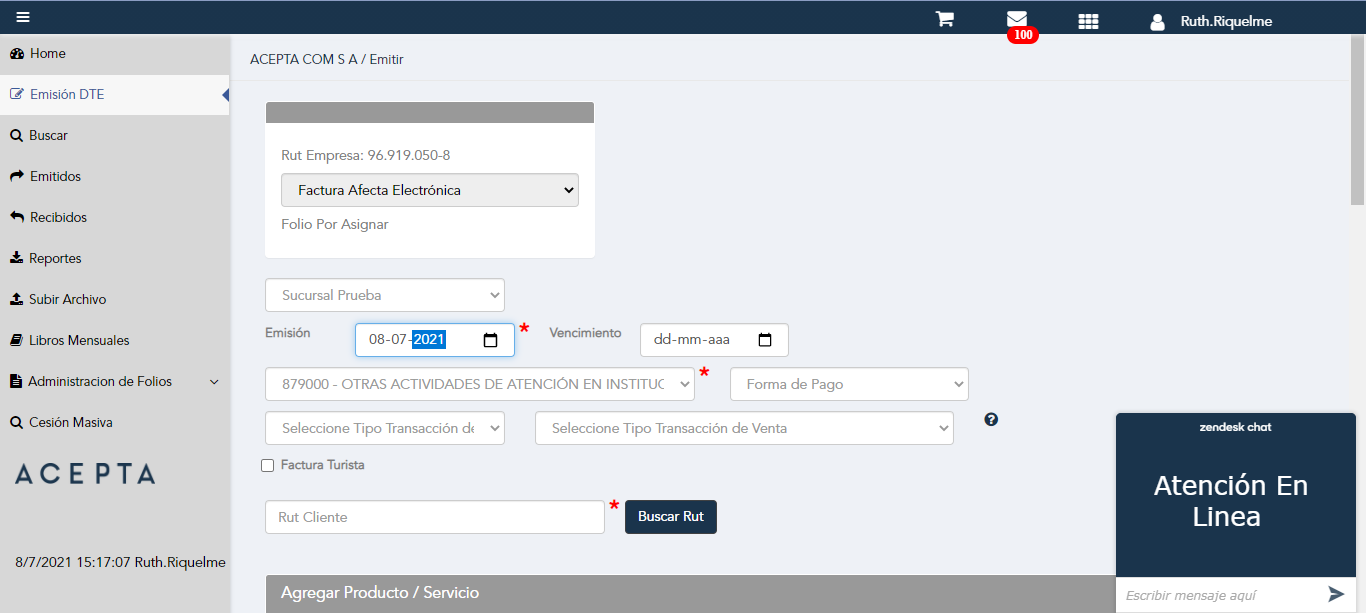 100
Ruth.Riquelme
Home
Emisión DTE
Buscar
Emitidos
Recibidos
Reportes
Subir Archivo
Libros Mensuales
Administracion de Folios
Cesión Masiva
ACEPTA
8/7/2021 15:17:07 Ruth.Riquelme
ACEPTA COM S A / Emitir
Rut Empresa: 96.919.050-8
Factura Afecta Electrónica
Folio Por Asignar
Sucursal Prueba
Emisión 08-07-2021 * Vencimiento dd-mm-aaa
879000 - OTRAS ACTIVIDADES DE ATENCIÓN EN INSTITUC * Forma de Pago
Seleccione Tipo Transacción de Seleccione Tipo Transacción de Venta ?
Factura Turista
Rut Cliente * Buscar Rut
Agregar Producto / Servicio
zendesk chat
Atención En
Linea
Escribir mensaje aquí